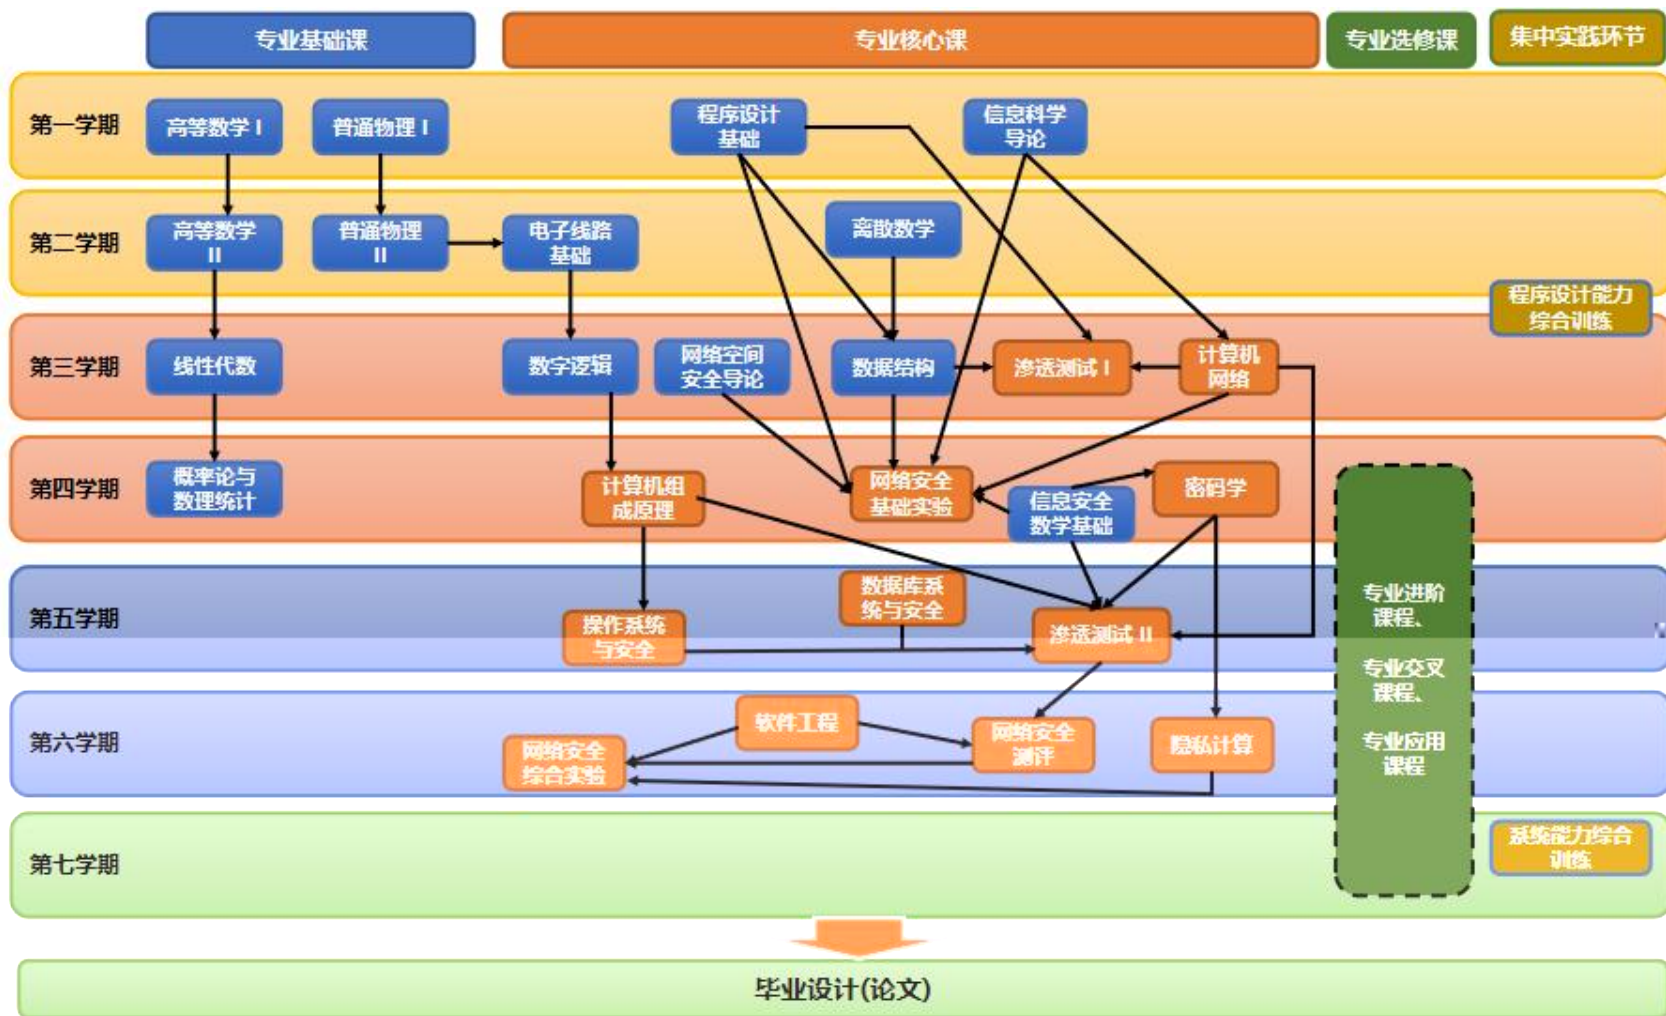 专业基础课
专业核心课
专业选修课
集中实践环节
第一学期
高等数学 I
普通物理 I
程序设计
基础
信息科学
导论
第二学期
高等数学
II
普通物理
II
电子线路
基础
离散数学
程序设计能力
综合训练
第三学期
线性代数
数字逻辑
网络空间
安全导论
数据结构
渗透测试 I
计算机
网络
第四学期
概率论与
数理统计
计算机组
成原理
网络安全
基础实验
信息安全
数学基础
密码学
第五学期
操作系统
与安全
数据库系
统与安全
渗透测试 II
专业进阶
课程、
专业交叉
课程、
专业应用
课程
第六学期
网络安全
综合实验
软件工程
网络安全
测评
隐私计算
第七学期
系统能力综合
训练
毕业设计(论文)